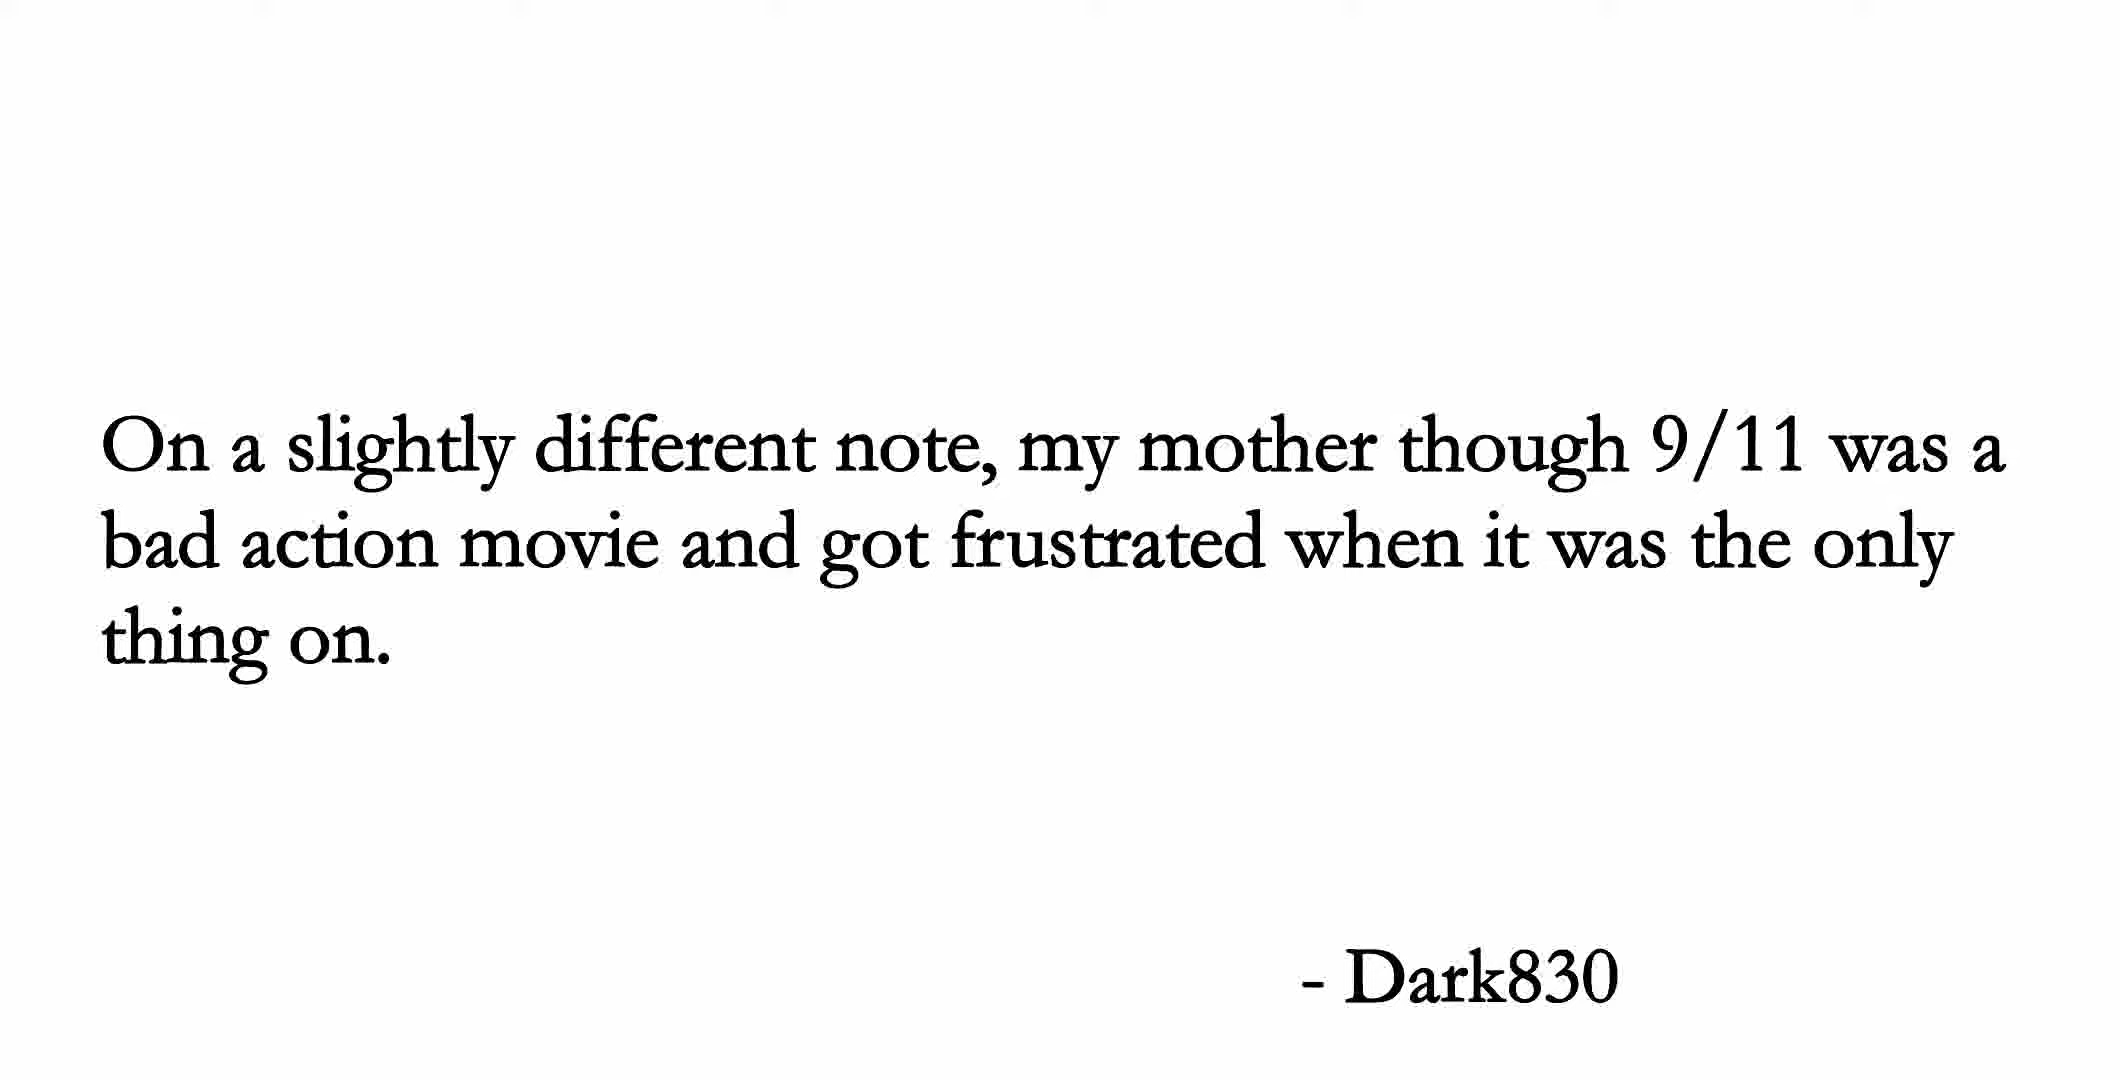 On a slightly different note, my mother though 9/11 was a
bad action movie and got frustrated when it was the only
thing on.
- Dark830